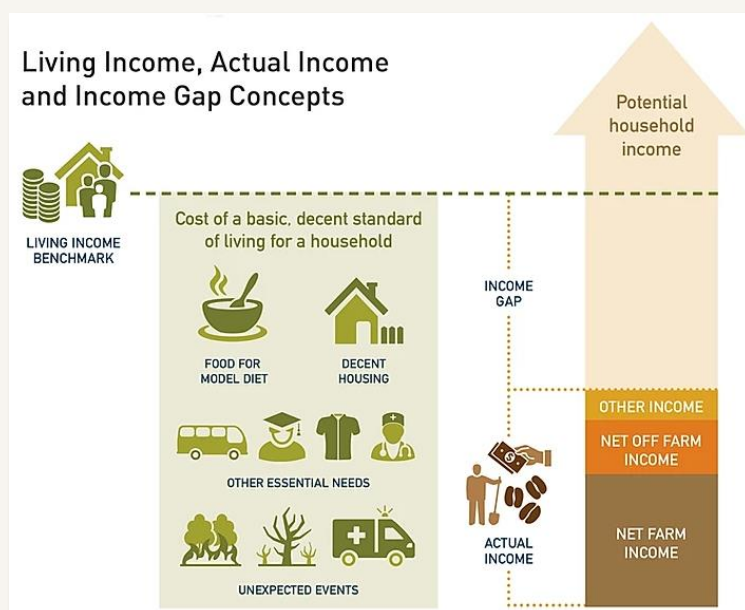 Living Income, Actual Income
and Income Gap Concepts
Potential
household
income
LIVING INCOME
BENCHMARK
Cost of a basic, decent standard
of living for a household
FOOD FOR
MODEL DIET
DECENT
HOUSING
OTHER ESSENTIAL NEEDS
UNEXPECTED EVENTS
INCOME
GAP
ACTUAL
INCOME
OTHER INCOME
NET OFF FARM
INCOME
NET FARM
INCOME